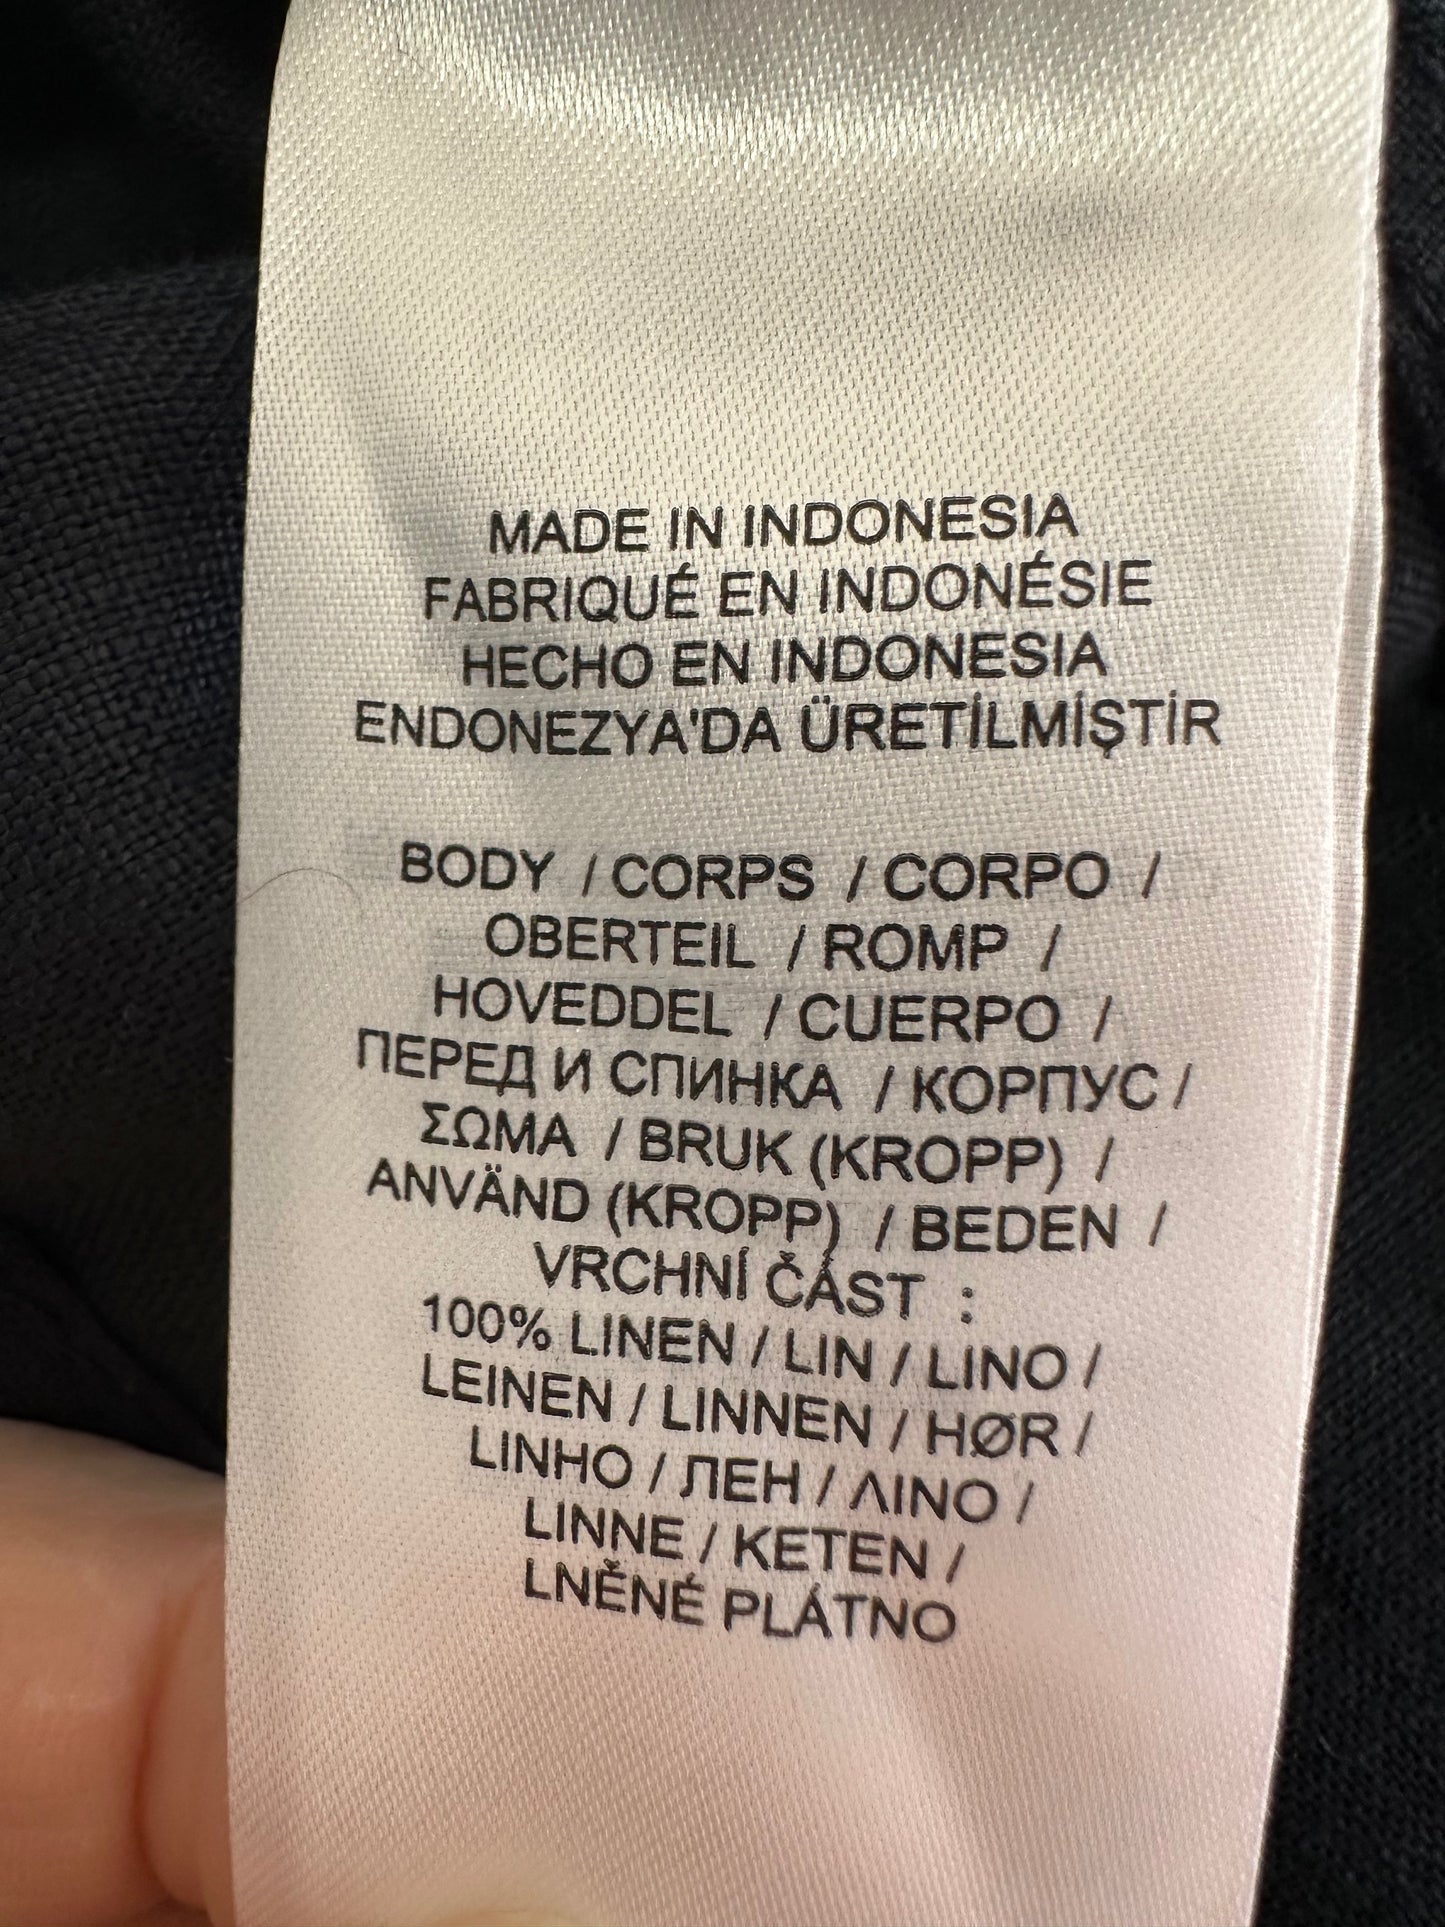 MADE IN INDONESIA
FABRIQUÉ EN INDONÉSIE
HECHO EN INDONESIA
ENDONEZYA'DA ÜRETİLMİŞTİR
BODY / CORPS / CORPO /
OBERTEIL / ROMP /
HOVEDDEL / CUERPO /
ПЕРЕД И СПИНКА / КОРПУС /
ΣΩΜΑ / BRUK (KROPP) /
ANVÄND (KROPP) / BEDEN /
VRCHNÍ ČÁST :
100% LINEN / LIN / LINO /
LEINEN / LINNEN / HØR /
LINHO / ЛЕН / ΛΙΝΟ /
LINNE / KETEN /
LNĚNÉ PLÁTNO